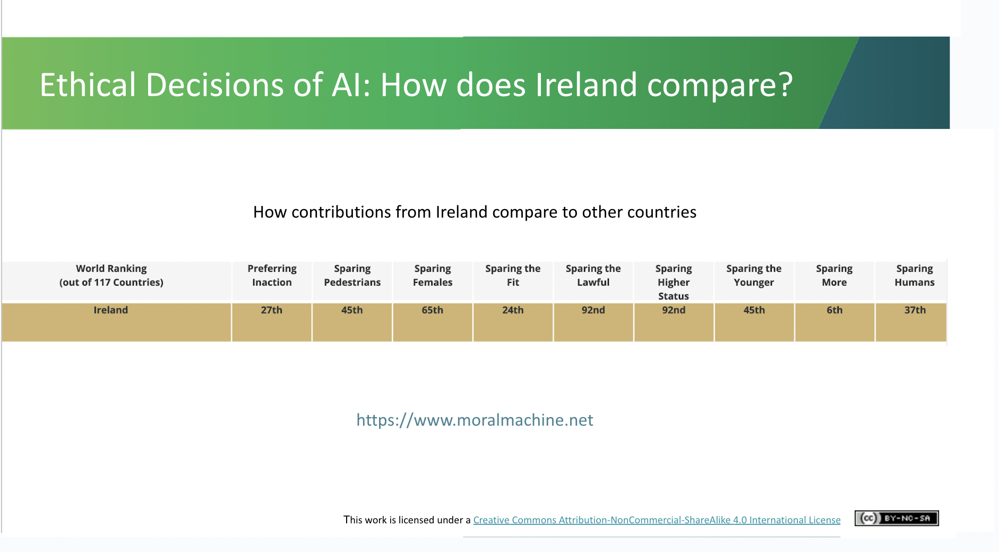 Ethical Decisions of AI: How does Ireland compare?
How contributions from Ireland compare to other countries
World Ranking
(out of 117 Countries)
Preferring
Inaction
Sparing
Pedestrians
Sparing
Females
Sparing the
Fit
Sparing the
Lawful
Sparing
Higher
Status
Sparing the
Younger
Sparing
More
Sparing
Humans
Ireland 27th 45th 65th 24th 92nd 92nd 45th 6th 37th
https://www.moralmachine.net
This work is licensed under a Creative Commons Attribution-NonCommercial-ShareAlike 4.0 International License
(cc) BY-NC-SA